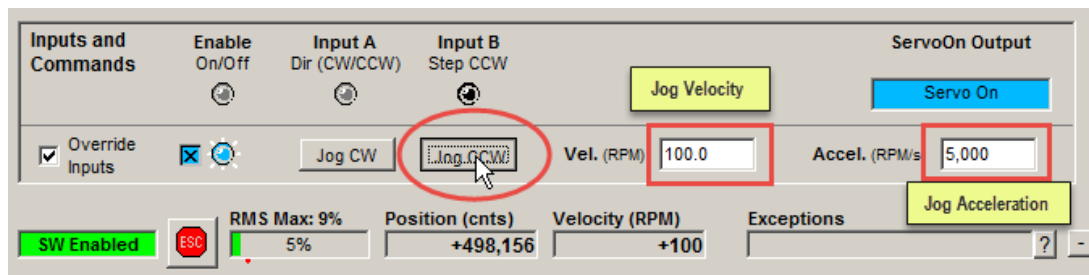 Inputs and Commands
Enable
On/Off
Input A
Dir (CW/CCW)
Input B
Step CCW
ServoOn Output
Jog Velocity
Servo On
Override Inputs
Jog CW
Jog CCW
Vel. (RPM)
100.0
Accel. (RPM/s
5,000
Jog Acceleration
SW Enabled
ESC
RMS Max: 9%
5%
Position (cnts)
+498,156
Velocity (RPM)
+100
Exceptions
?
-